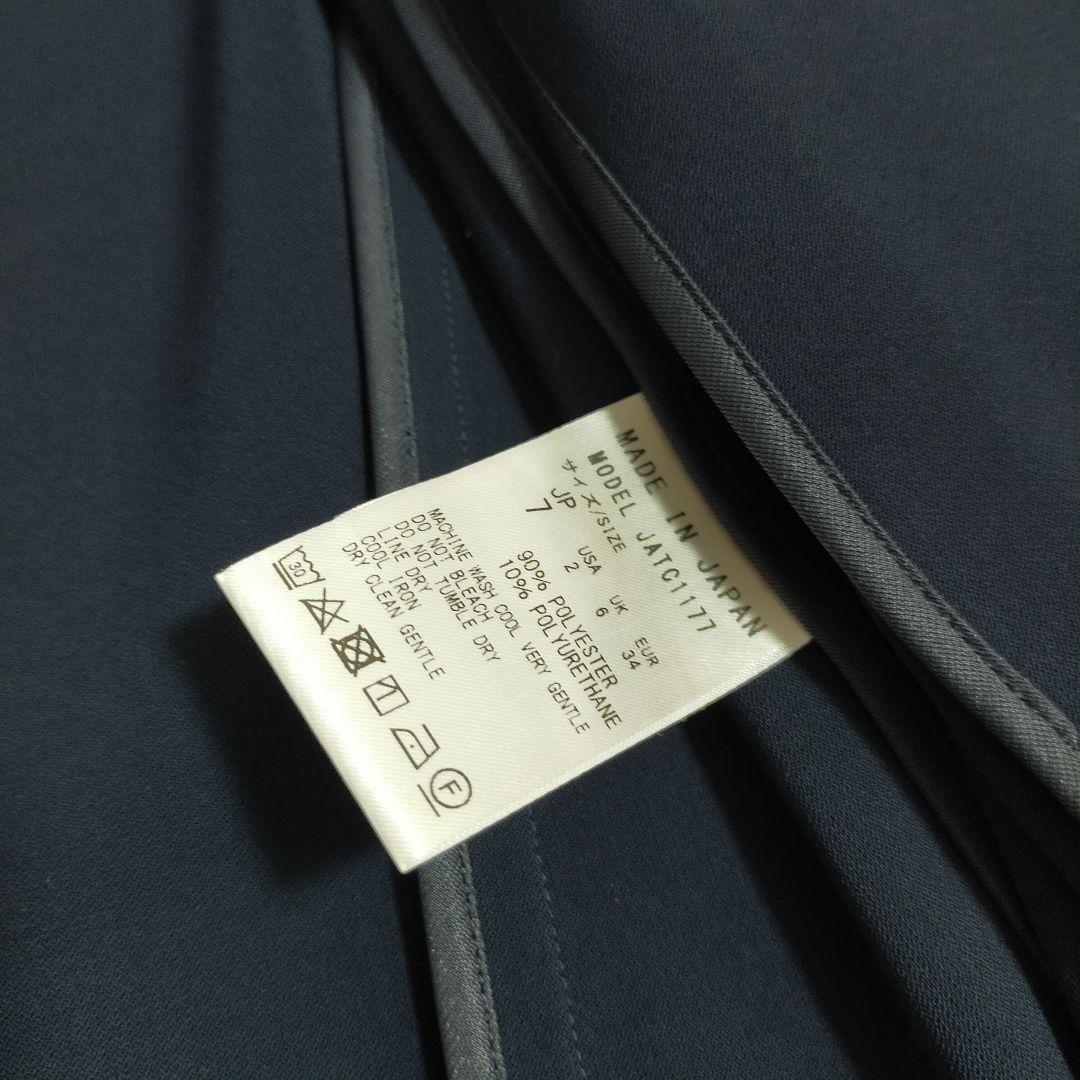 MADE IN JAPAN
MODEL JATC1177
サイズ/SIZE
JP USA UK EUR
7 2 6 34
90% POLYESTER
10% POLYURETHANE
MACHINE WASH COOL VERY GENTLE
DO NOT BLEACH
DO NOT TUMBLE DRY
LINE DRY
COOL IRON
DRY CLEAN GENTLE
30
F